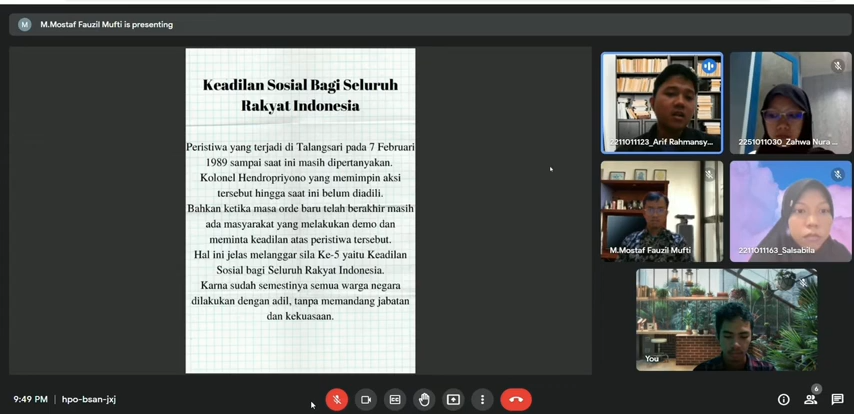 M
M.Mostaf Fauzil Mufti is presenting
Keadilan Sosial Bagi Seluruh
Rakyat Indonesia
Peristiwa yang terjadi di Talangsari pada 7 Februari
1989 sampai saat ini masih dipertanyakan.
Kolonel Hendropriyono yang memimpin aksi
tersebut hingga saat ini belum diadili.
Bahkan ketika masa orde baru telah berakhir masih
ada masyarakat yang melakukan demo dan
meminta keadilan atas peristiwa tersebut.
Hal ini jelas melanggar sila Ke-5 yaitu Keadilan
Sosial bagi Seluruh Rakyat Indonesia.
Karna sudah semestinya semua warga negara
dilakukan dengan adil, tanpa memandang jabatan
dan kekuasaan.
2211011123_Arif Rahmansy...
2251011030_Zahwa Nura ...
M.Mostaf Fauzil Mufti
2211011163_Salsabila
You
9:49 PM | hpo-bsan-jxj
6